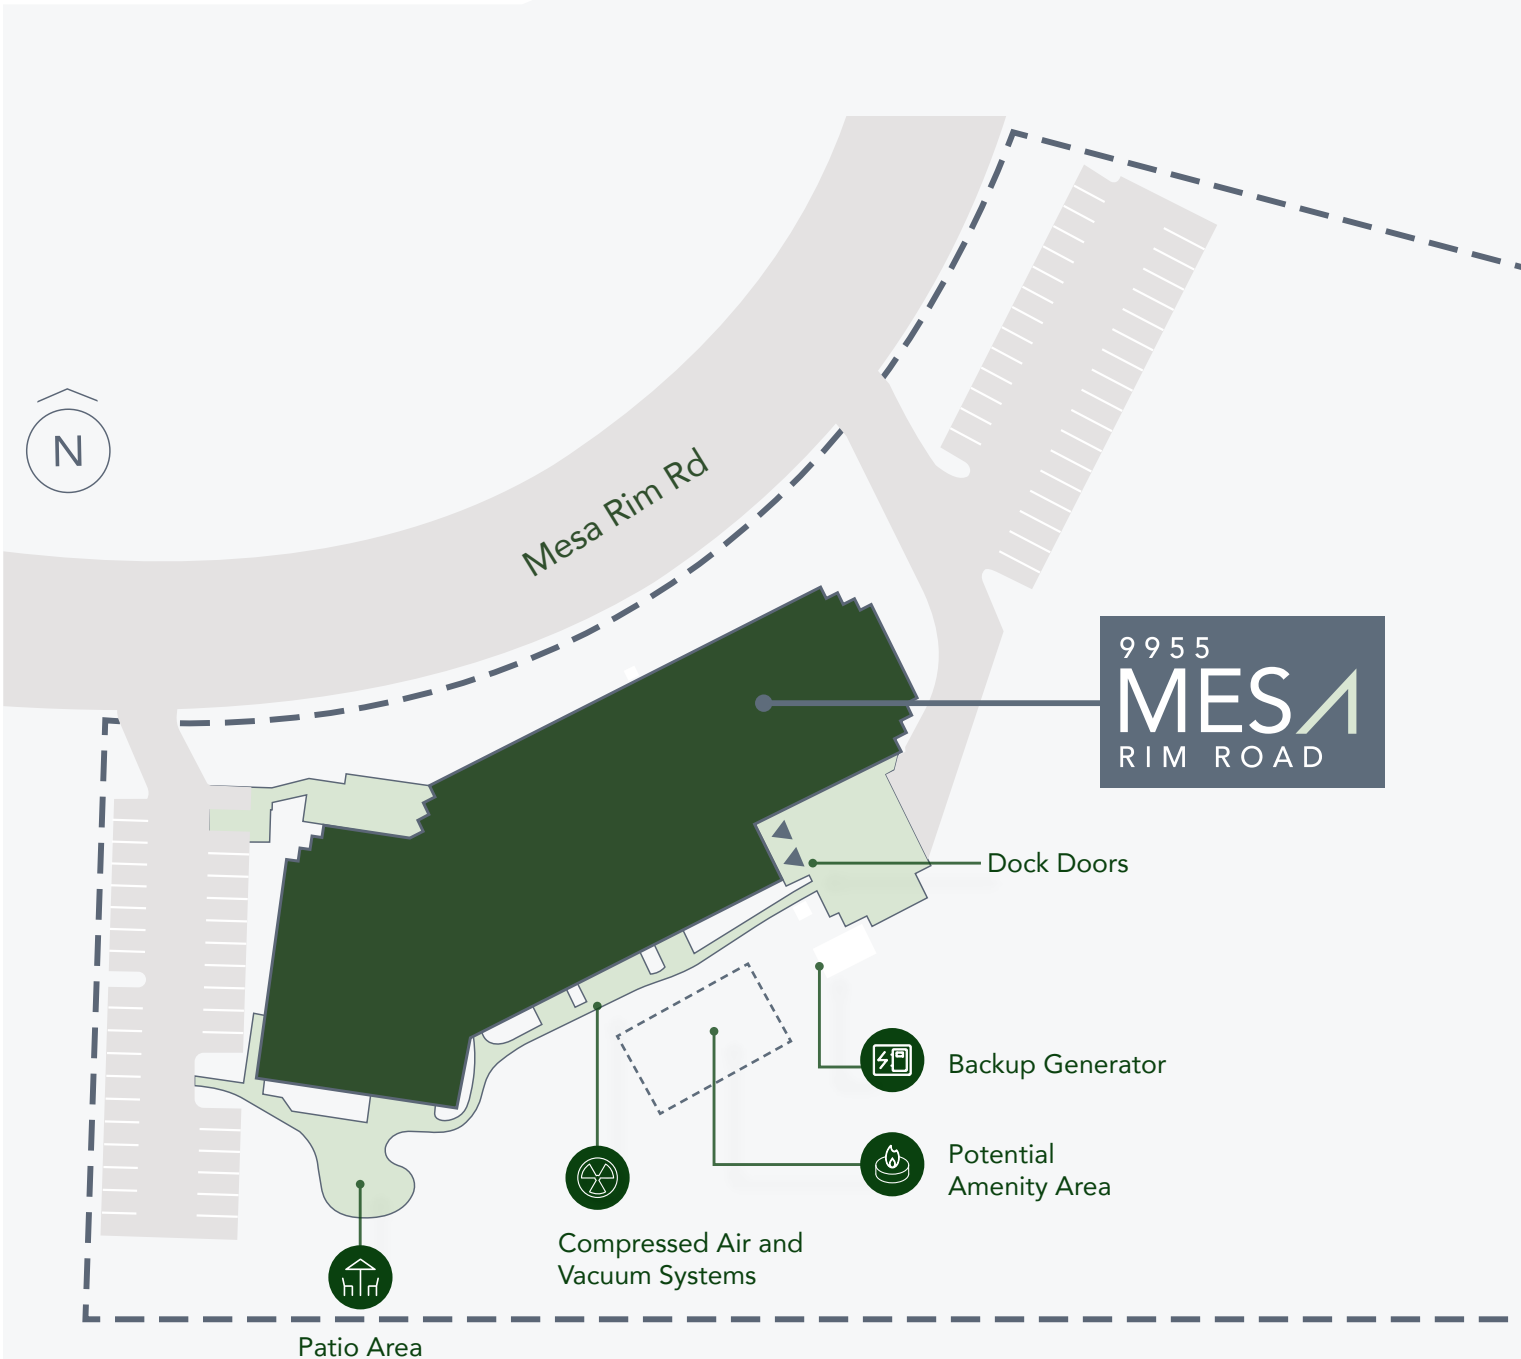 N
Mesa Rim Rd
9955
MESA
RIM ROAD
Dock Doors
Backup Generator
Potential
Amenity Area
Compressed Air and
Vacuum Systems
Patio Area